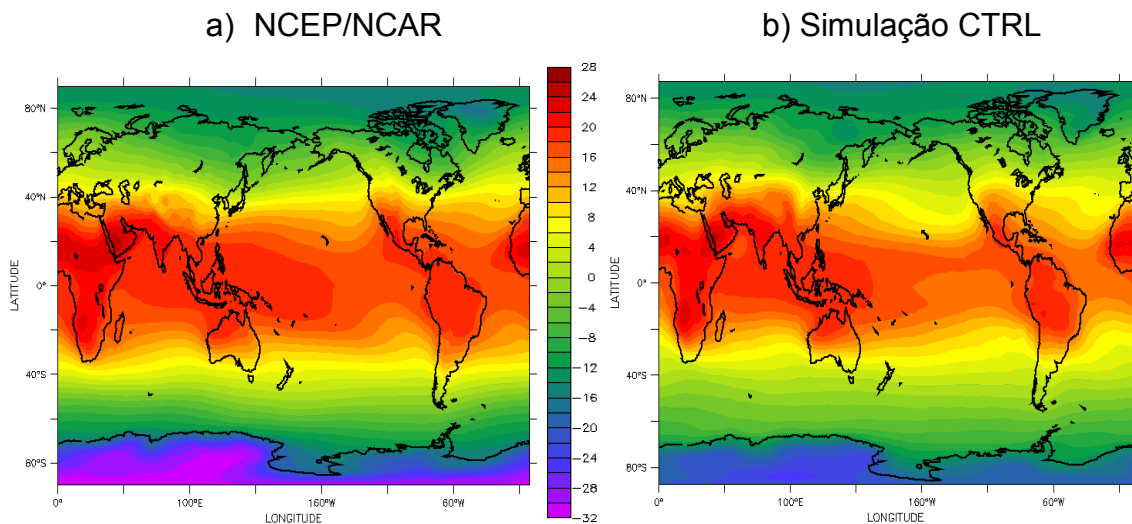 a) NCEP/NCAR
b) Simulação CTRL
80°N
40°N
0°
40°S
80°S
LATITUDE
0°
100°E
160°W
60°W
LONGITUDE
28
24
20
16
12
8
4
0
−4
−8
−12
−16
−20
−24
−28
−32
80°N
40°N
0°
40°S
80°S
LATITUDE
0°
100°E
160°W
60°W
LONGITUDE